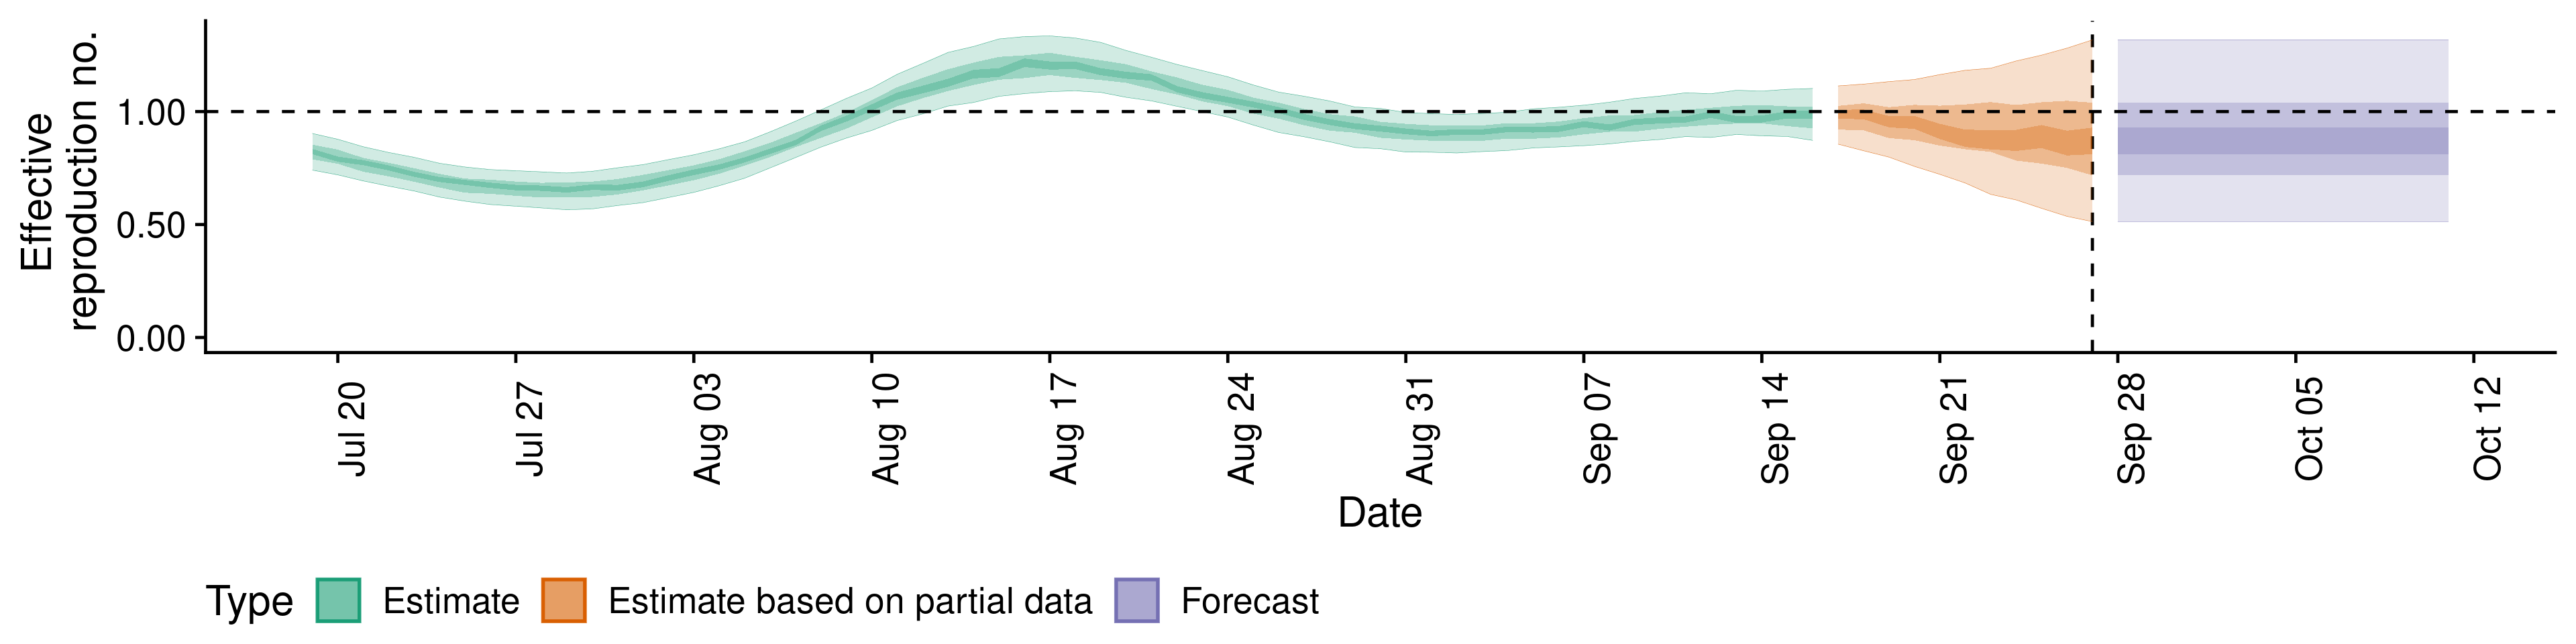 Effective
reproduction no.
1.00
0.50
0.00
Jul 20
Jul 27
Aug 03
Aug 10
Aug 17
Aug 24
Aug 31
Sep 07
Sep 14
Sep 21
Sep 28
Oct 05
Oct 12
Date
Type Estimate Estimate based on partial data Forecast